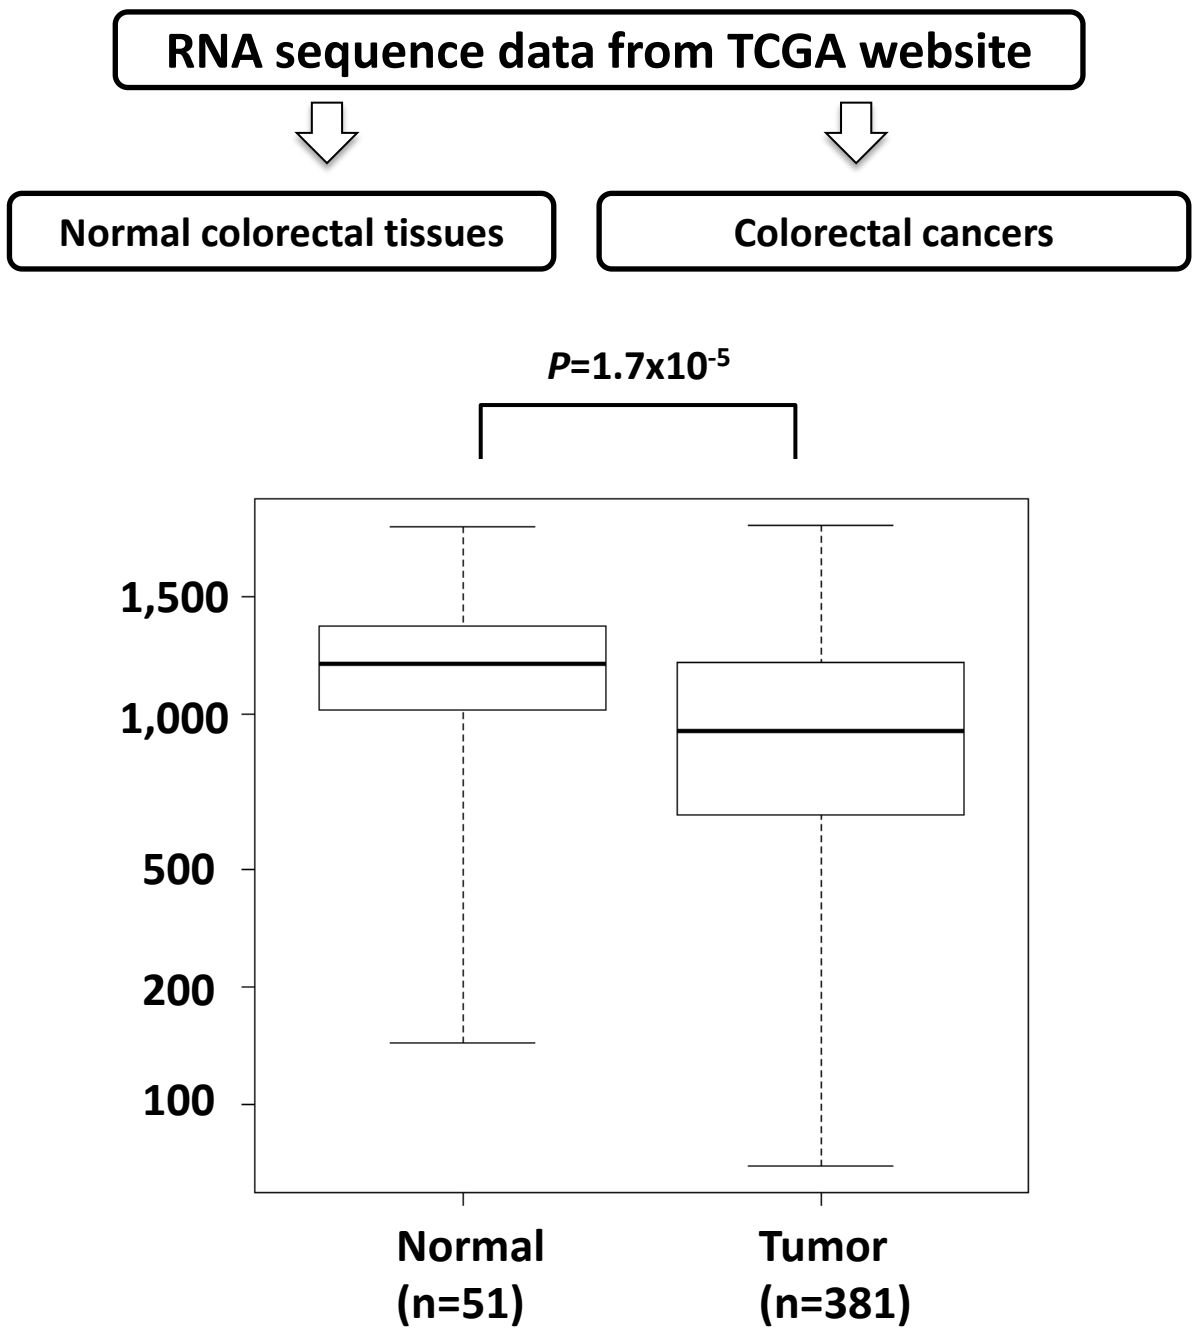 RNA sequence data from TCGA website
Normal colorectal tissues
Colorectal cancers
P=1.7x10⁻⁵
1,500
1,000
500
200
100
Normal
(n=51)
Tumor
(n=381)